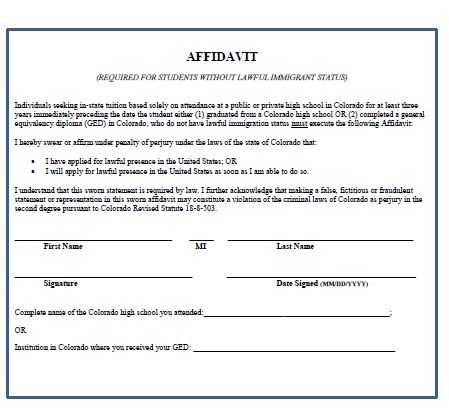 AFFIDAVIT
(REQUIRED FOR STUDENTS WITHOUT LAWFUL IMMIGRANT STATUS)
Individuals seeking in-state tuition based solely on attendance at a public or private high school in Colorado for at least three
years immediately preceding the date the student either (1) graduated from a Colorado high school OR (2) completed a general
equivalency diploma (GED) in Colorado, who do not have lawful immigration status must execute the following Affidavit:
I hereby swear or affirm under penalty of perjury under the laws of the state of Colorado that:
• I have applied for lawful presence in the United States; OR
• I will apply for lawful presence in the United States as soon as I am able to do so.
I understand that this sworn statement is required by law. I further acknowledge that making a false, fictitious or fraudulent
statement or representation in this sworn affidavit may constitute a violation of the criminal laws of Colorado as perjury in the
second degree pursuant to Colorado Revised Statute 18-8-503.
First Name MI Last Name
Signature Date Signed (MM/DD/YYYY)
Complete name of the Colorado high school you attended: ;
OR
Institution in Colorado where you received your GED: